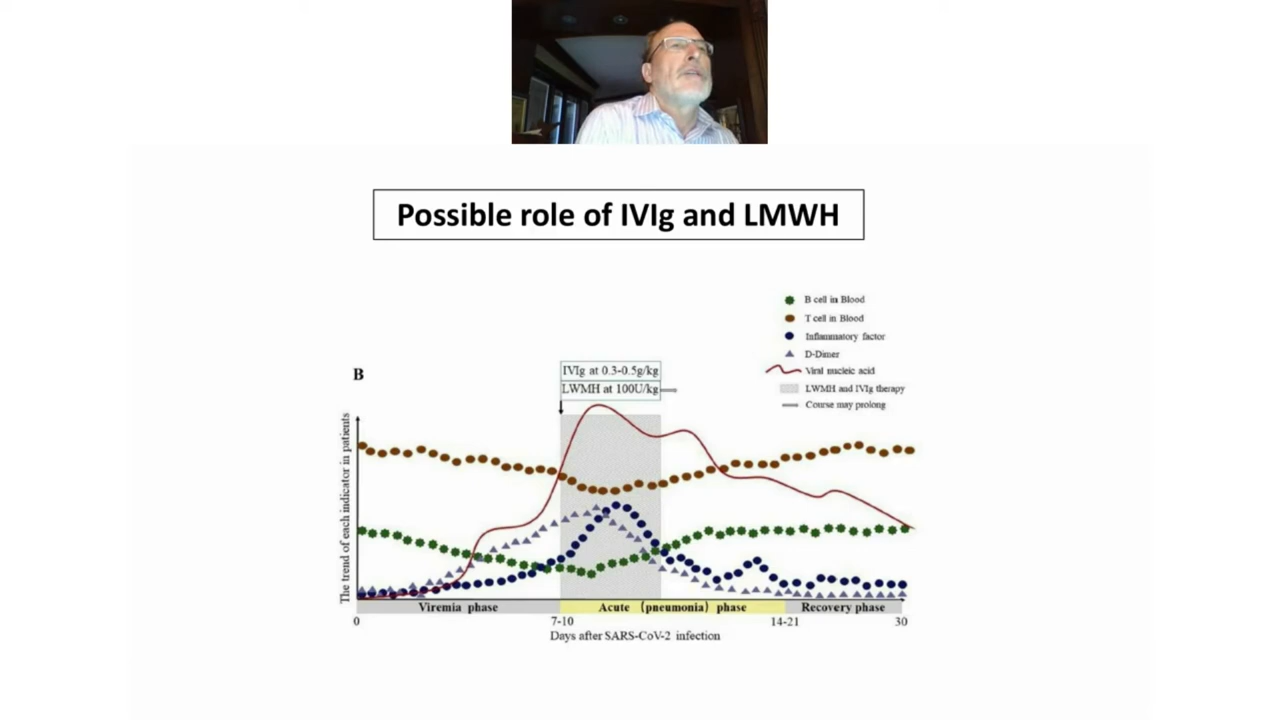 Possible role of IVIg and LMWH
B cell in Blood
T cell in Blood
Inflammatory factor
D-Dimer
Viral nucleic acid
LWMH and IVIg therapy
Course may prolong
B
IVIg at 0.3-0.5g/kg
LWMH at 100U/kg
The trend of each indicator in patients
Viremia phase
Acute (pneumonia) phase
Recovery phase
0
7-10
14-21
30
Days after SARS-CoV-2 infection